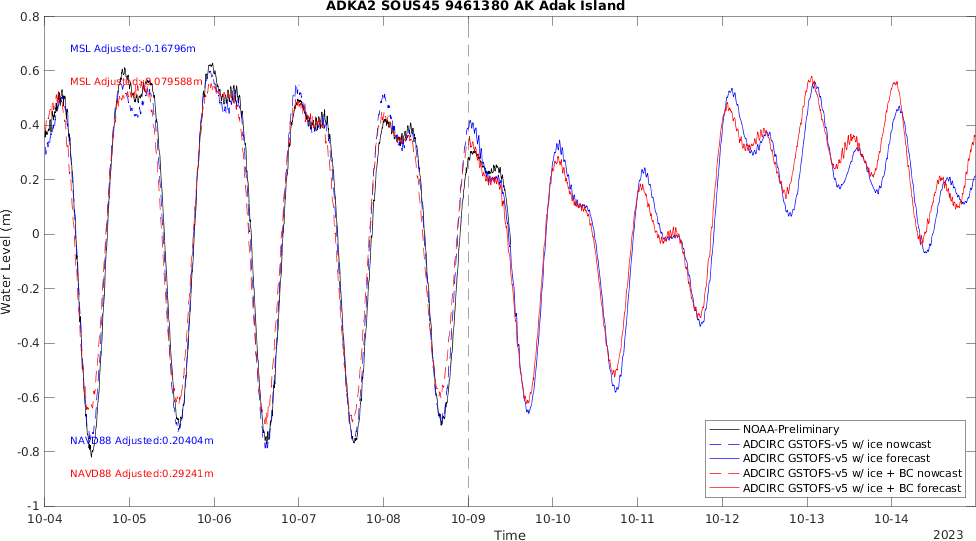 ADKA2 SOUS45 9461380 AK Adak Island
0.8
MSL Adjusted:-0.16796m
0.6
MSL Adjusted:-0.079588m
0.4
0.2
0
Water Level (m)
-0.2
-0.4
-0.6
NOAA-Preliminary
NAVD88 Adjusted:0.20404m
ADCIRC GSTOFS-v5 w/ ice nowcast
-0.8
ADCIRC GSTOFS-v5 w/ ice forecast
NAVD88 Adjusted:0.29241m
ADCIRC GSTOFS-v5 w/ ice + BC nowcast
ADCIRC GSTOFS-v5 w/ ice + BC forecast
-1
10-04 10-05 10-06 10-07 10-08 10-09 10-10 10-11 10-12 10-13 10-14
Time
2023